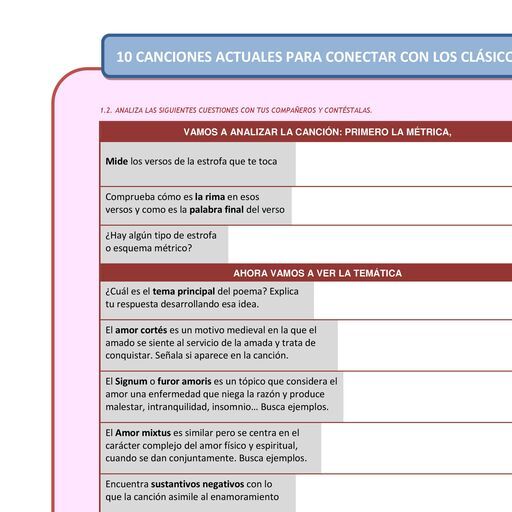 10 CANCIONES ACTUALES PARA CONECTAR CON LOS CLÁSICO
1.2. ANALIZA LAS SIGUIENTES CUESTIONES CON TUS COMPAÑEROS Y CONTÉSTALAS.
VAMOS A ANALIZAR LA CANCIÓN: PRIMERO LA MÉTRICA,
Mide los versos de la estrofa que te toca
Comprueba cómo es la rima en esos
versos y como es la palabra final del verso
¿Hay algún tipo de estrofa
o esquema métrico?
AHORA VAMOS A VER LA TEMÁTICA
¿Cuál es el tema principal del poema? Explica
tu respuesta desarrollando esa idea.
El amor cortés es un motivo medieval en la que el
amado se siente al servicio de la amada y trata de
conquistar. Señala si aparece en la canción.
El Signum o furor amoris es un tópico que considera el
amor una enfermedad que niega la razón y produce
malestar, intranquilidad, insomnio… Busca ejemplos.
El Amor mixtus es similar pero se centra en el
carácter complejo del amor físico y espiritual,
cuando se dan conjuntamente. Busca ejemplos.
Encuentra sustantivos negativos con lo
que la canción asimile al enamoramiento